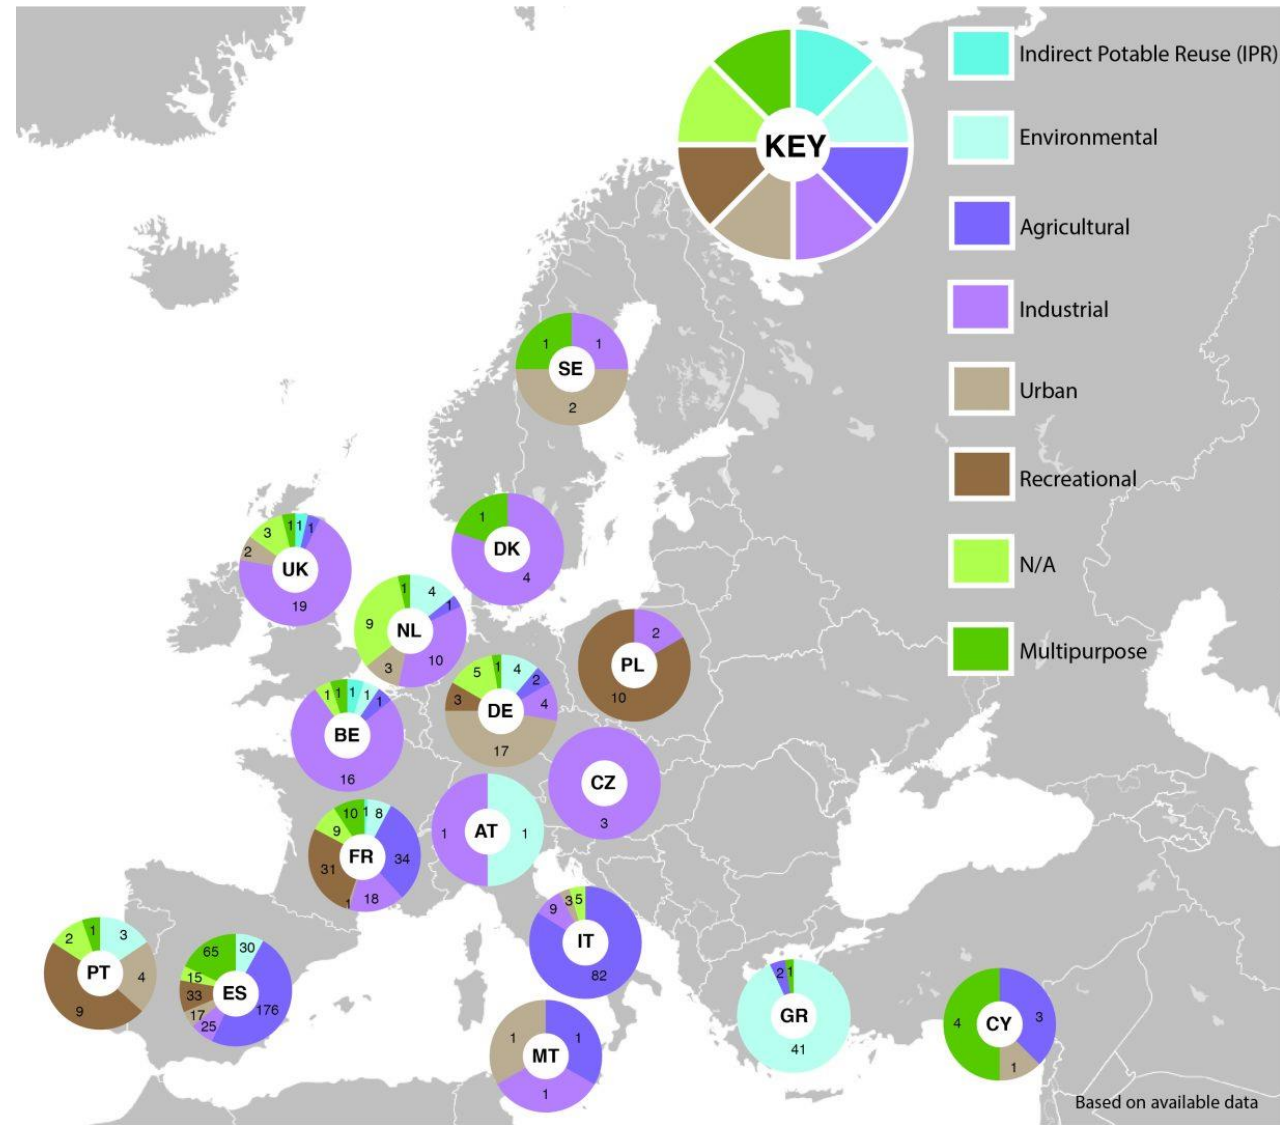 KEY
Indirect Potable Reuse (IPR)
Environmental
Agricultural
Industrial
Urban
Recreational
N/A
Multipurpose
1
1
SE
2
1
1
1
3
2
UK
19
1
DK
4
1
4
1
9
NL
3
10
2
PL
10
1
4
5
2
3
DE
4
17
1
1
1
1
1
BE
16
CZ
3
1
AT
1
10
1
8
9
31
FR
34
1
18
5
3
9
IT
82
1
2
3
PT
4
9
65
30
15
33
ES
17
176
25
1
1
MT
1
2
1
GR
41
4
CY
3
1
Based on available data